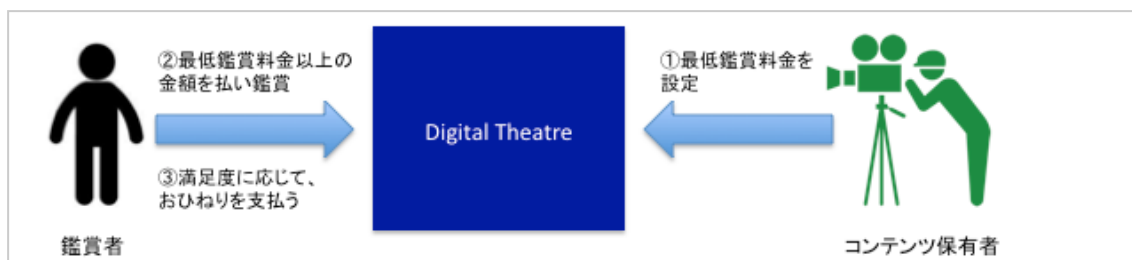 ②最低鑑賞料金以上の
金額を払い鑑賞
③満足度に応じて、
おひねりを支払う
鑑賞者
Digital Theatre
①最低鑑賞料金を
設定
コンテンツ保有者